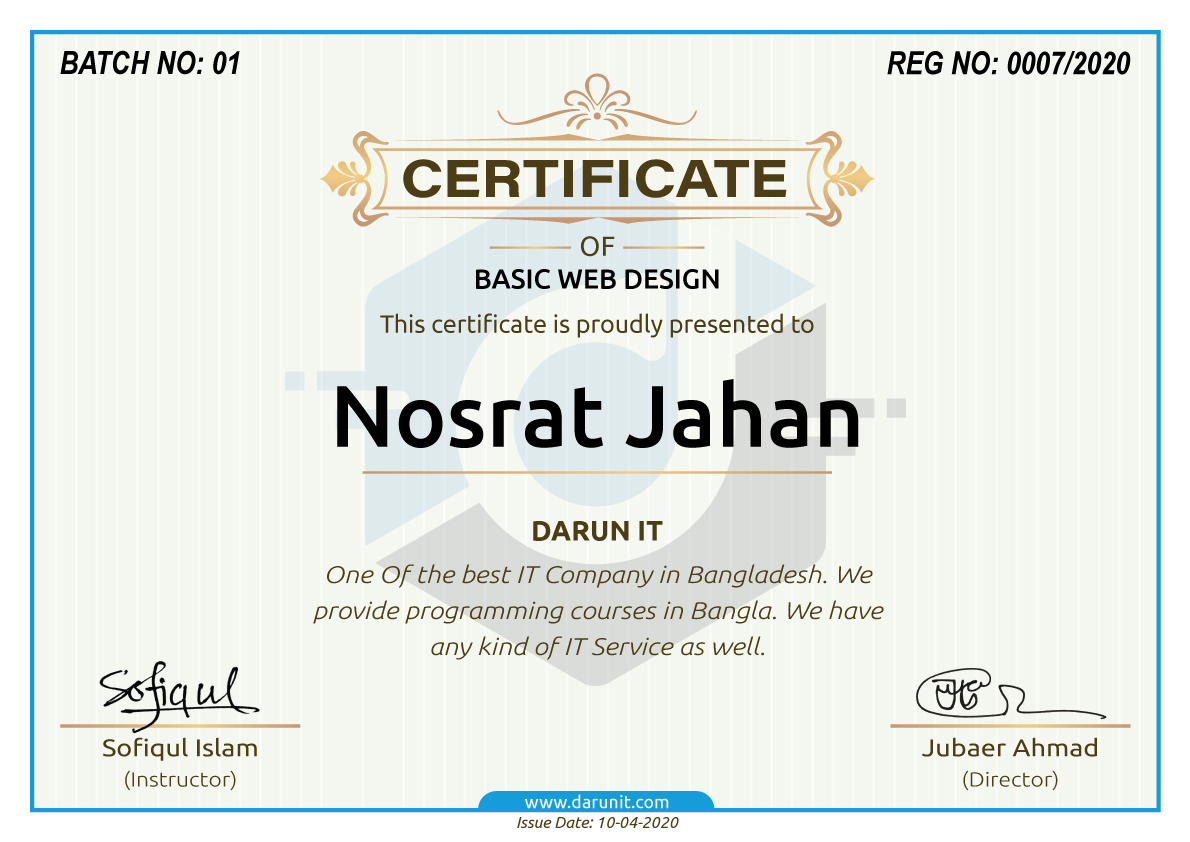 BATCH NO: 01
REG NO: 0007/2020
CERTIFICATE
OF
BASIC WEB DESIGN
This certificate is proudly presented to
Nosrat Jahan
DARUN IT
One Of the best IT Company in Bangladesh. We
provide programming courses in Bangla. We have
any kind of IT Service as well.
Sofiqul
Sofiqul Islam
(Instructor)
Jubaer Ahmad
(Director)
www.darunit.com
Issue Date: 10-04-2020